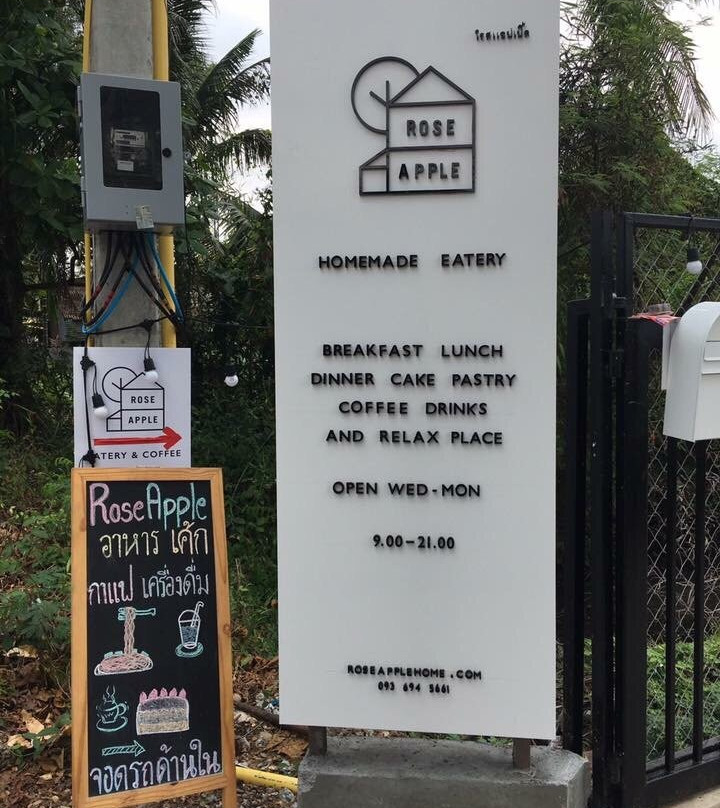 โรสแอปเปิ้ล
ROSE
APPLE
HOMEMADE EATERY
BREAKFAST LUNCH
DINNER CAKE PASTRY
COFFEE DRINKS
AND RELAX PLACE
OPEN WED-MON
9.00-21.00
ROSEAPPLEHOME.COM
093 694 5661
ROSE
APPLE
EATERY & COFFEE
Rose Apple
อาหาร เค้ก
กาแฟ เครื่องดื่ม
จอดรถด้านใน